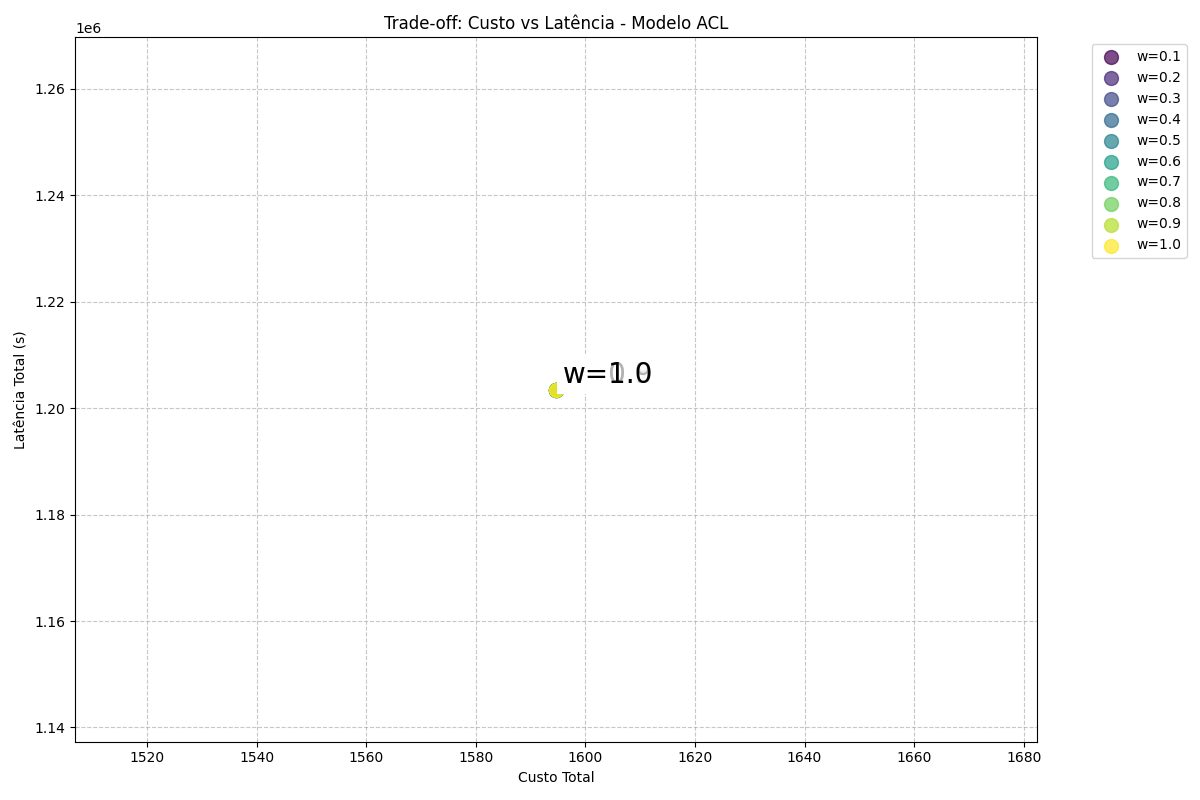 Trade-off: Custo vs Latência - Modelo ACL
1e6
1.26
1.24
1.22
1.20
1.18
1.16
1.14
Latência Total (s)
w=1.0
1520
1540
1560
1580
1600
1620
1640
1660
1680
Custo Total
w=0.1
w=0.2
w=0.3
w=0.4
w=0.5
w=0.6
w=0.7
w=0.8
w=0.9
w=1.0